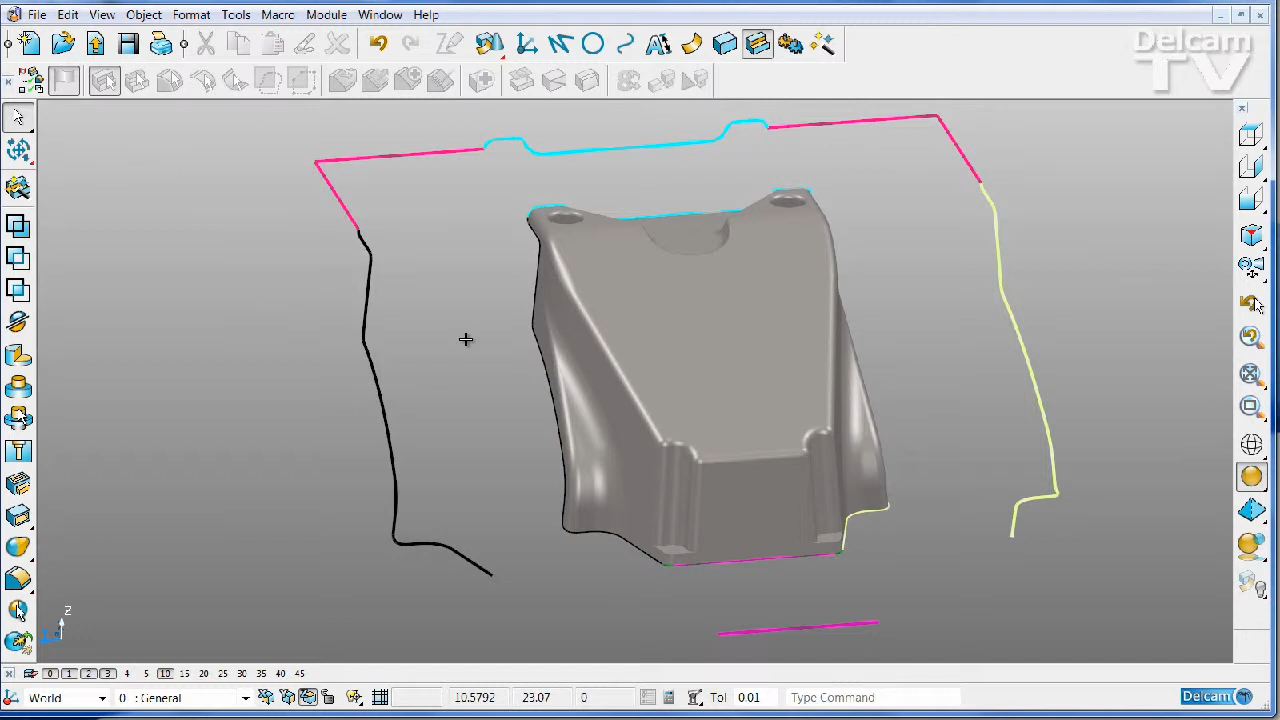 File Edit View Object Format Tools Macro Module Window Help
Delcam
TV
Z
0 1 2 3 4 5 10 15 20 25 30 35 40 45
World 0 : General 10.5792 23.07 0 Tol 0.01 Type Command Delcam